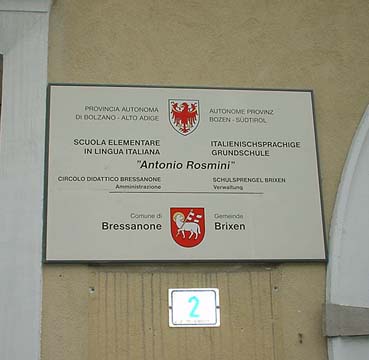 PROVINCIA AUTONOMA
DI BOLZANO - ALTO ADIGE
AUTONOME PROVINZ
BOZEN - SÜDTIROL
SCUOLA ELEMENTARE
IN LINGUA ITALIANA
ITALIENISCHSPRACHIGE
GRUNDSCHULE
"Antonio Rosmini"
CIRCOLO DIDATTICO BRESSANONE
Amministrazione
SCHULSPRENGEL BRIXEN
Verwaltung
Comune di
Bressanone
Gemeinde
Brixen
2